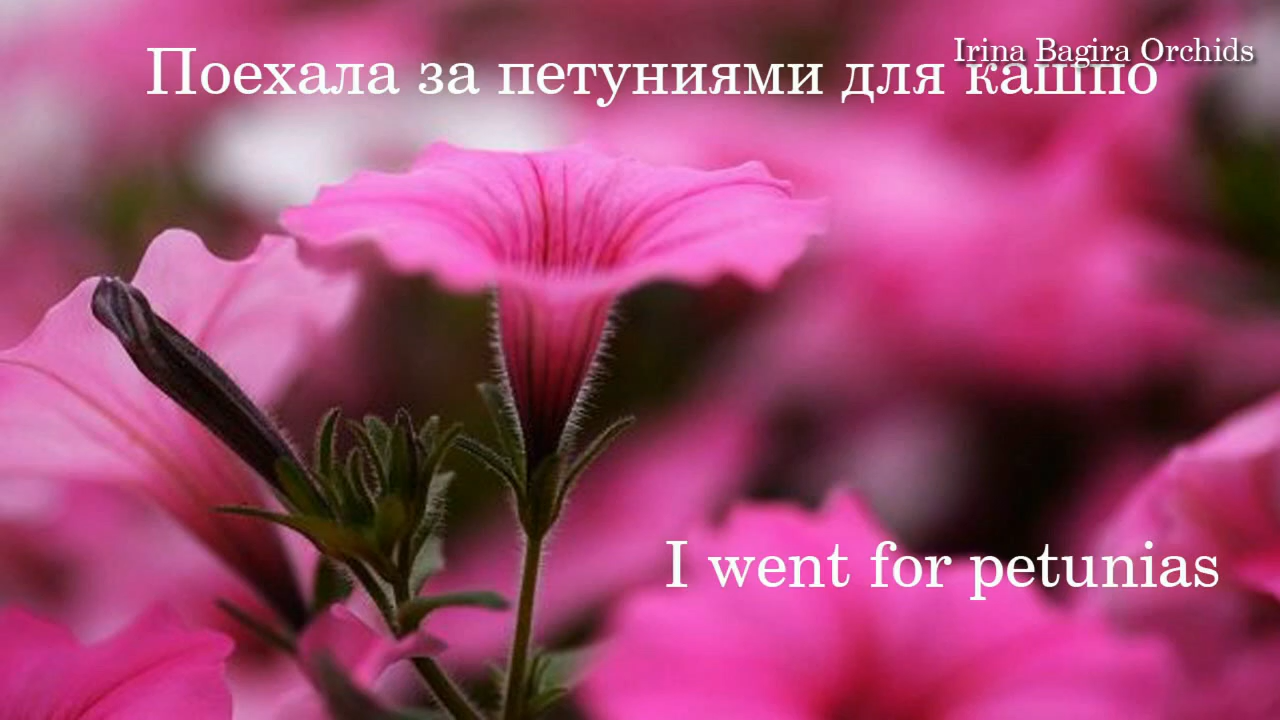 Irina Bagira Orchids
Поехала за петуниями для кашпо
I went for petunias